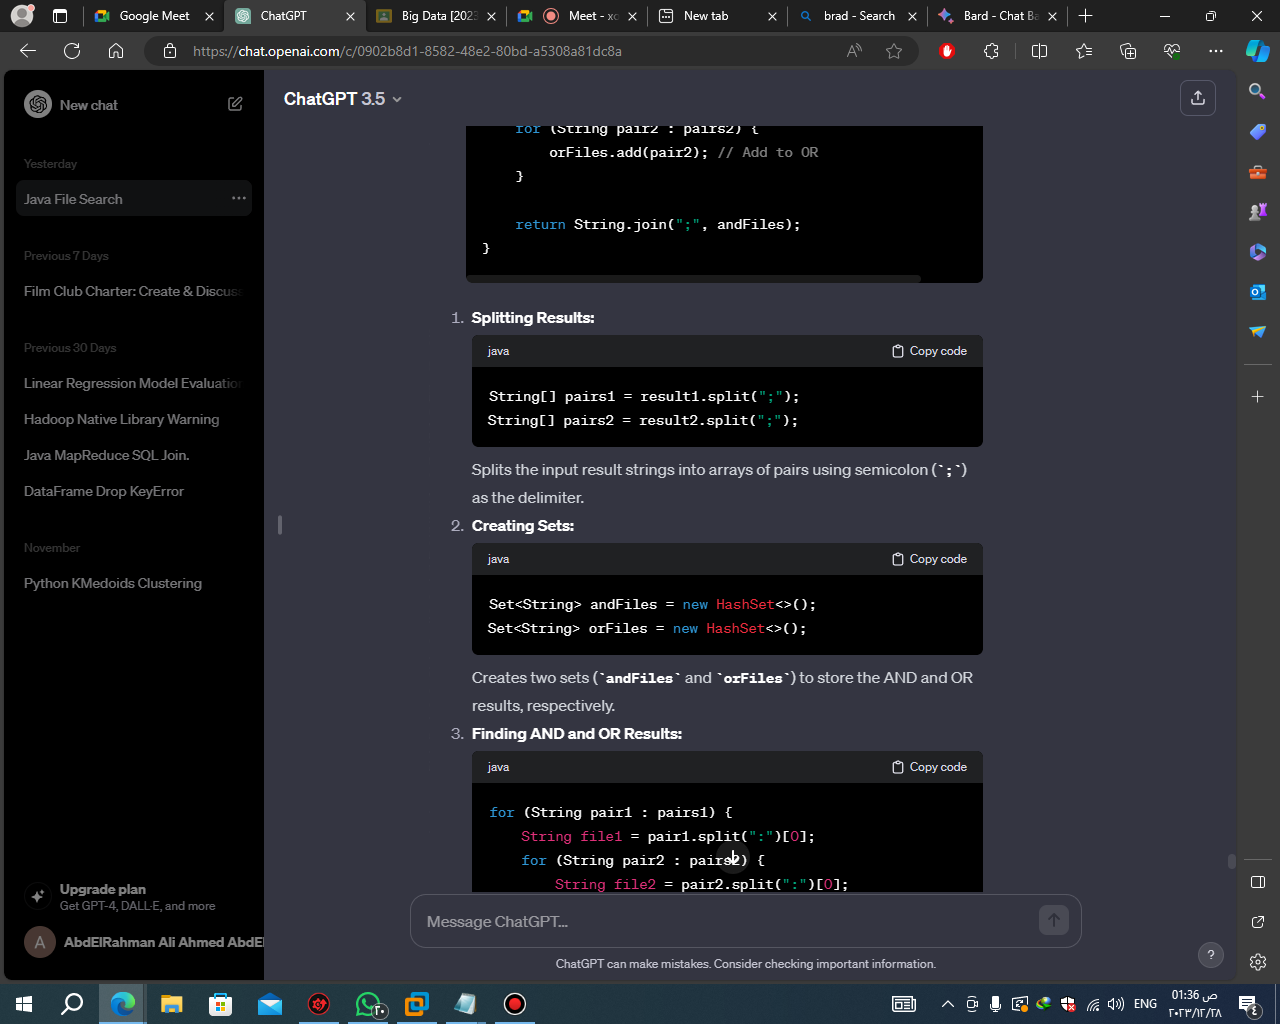 Google Meet
ChatGPT
Big Data [2023
Meet - xo
New tab
brad - Search
Bard - Chat Ba
https://chat.openai.com/c/0902b8d1-8582-48e2-80bd-a5308a81dc8a
New chat
Yesterday
Java File Search
Previous 7 Days
Film Club Charter: Create & Discuss
Previous 30 Days
Linear Regression Model Evaluation
Hadoop Native Library Warning
Java MapReduce SQL Join.
DataFrame Drop KeyError
November
Python KMedoids Clustering
Upgrade plan
Get GPT-4, DALL·E, and more
A
AbdElRahman Ali Ahmed AbdEl
ChatGPT 3.5
for (String pair2 : pairs2) {
orFiles.add(pair2); // Add to OR
}
return String.join(";", andFiles);
}
1. Splitting Results:
java
Copy code
String[] pairs1 = result1.split(";");
String[] pairs2 = result2.split(";");
Splits the input result strings into arrays of pairs using semicolon (`;`)
as the delimiter.
2. Creating Sets:
java
Copy code
Set<String> andFiles = new HashSet<>();
Set<String> orFiles = new HashSet<>();
Creates two sets (`andFiles` and `orFiles`) to store the AND and OR
results, respectively.
3. Finding AND and OR Results:
java
Copy code
for (String pair1 : pairs1) {
String file1 = pair1.split(":")[0];
for (String pair2 : pairs2) {
String file2 = pair2.split(":")[0];
Message ChatGPT...
ChatGPT can make mistakes. Consider checking important information.
?
٢٠
ENG
01:36 ص
٢٠٢٣/١٢/٢٨
٤